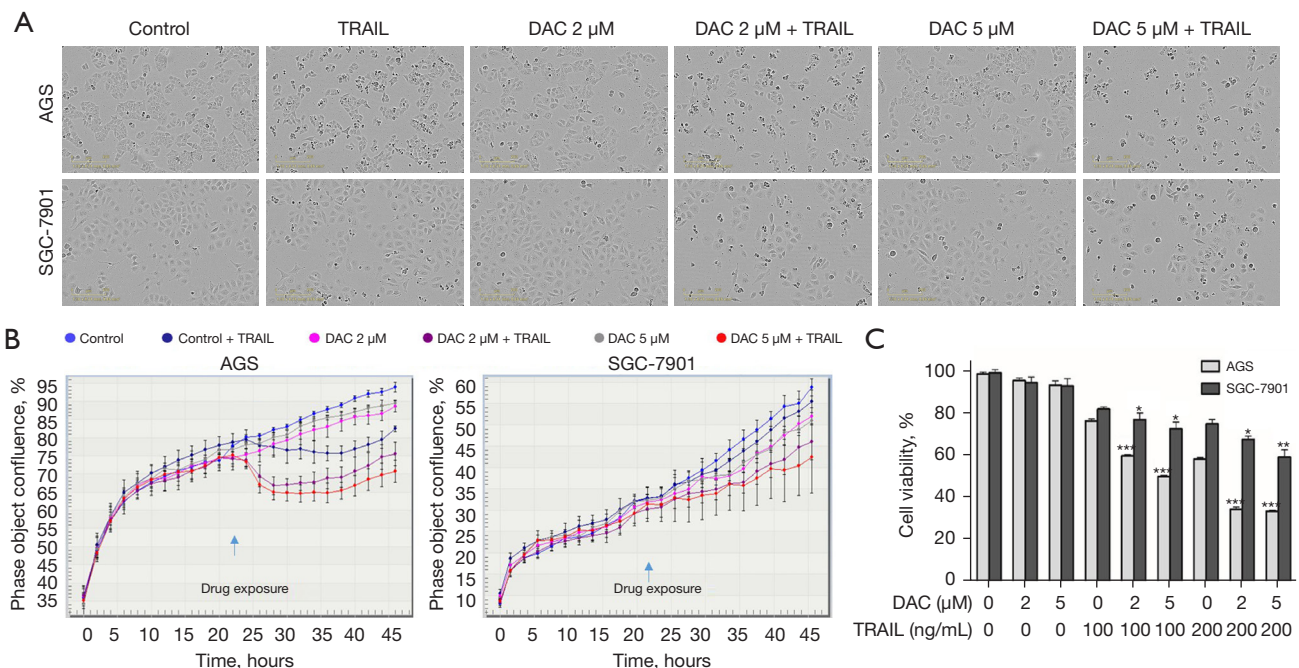 A
Control TRAIL DAC 2 µM DAC 2 µM + TRAIL DAC 5 µM DAC 5 µM + TRAIL
AGS
SGC-7901
B
Control Control + TRAIL DAC 2 µM DAC 2 µM + TRAIL DAC 5 µM DAC 5 µM + TRAIL
AGS
Phase object confluence, %
95
90
85
80
75
70
65
60
55
50
45
40
35
Drug exposure
0 5 10 15 20 25 30 35 40 45
Time, hours
SGC-7901
Phase object confluence, %
60
55
50
45
40
35
30
25
20
15
10
Drug exposure
0 5 10 15 20 25 30 35 40 45
Time, hours
C
AGS
SGC-7901
Cell viability, %
100
80
60
40
20
0
*** * *** * *** * *** **
DAC (µM) 0 2 5 0 2 5 0 2 5
TRAIL (ng/mL) 0 0 0 100 100 100 200 200 200